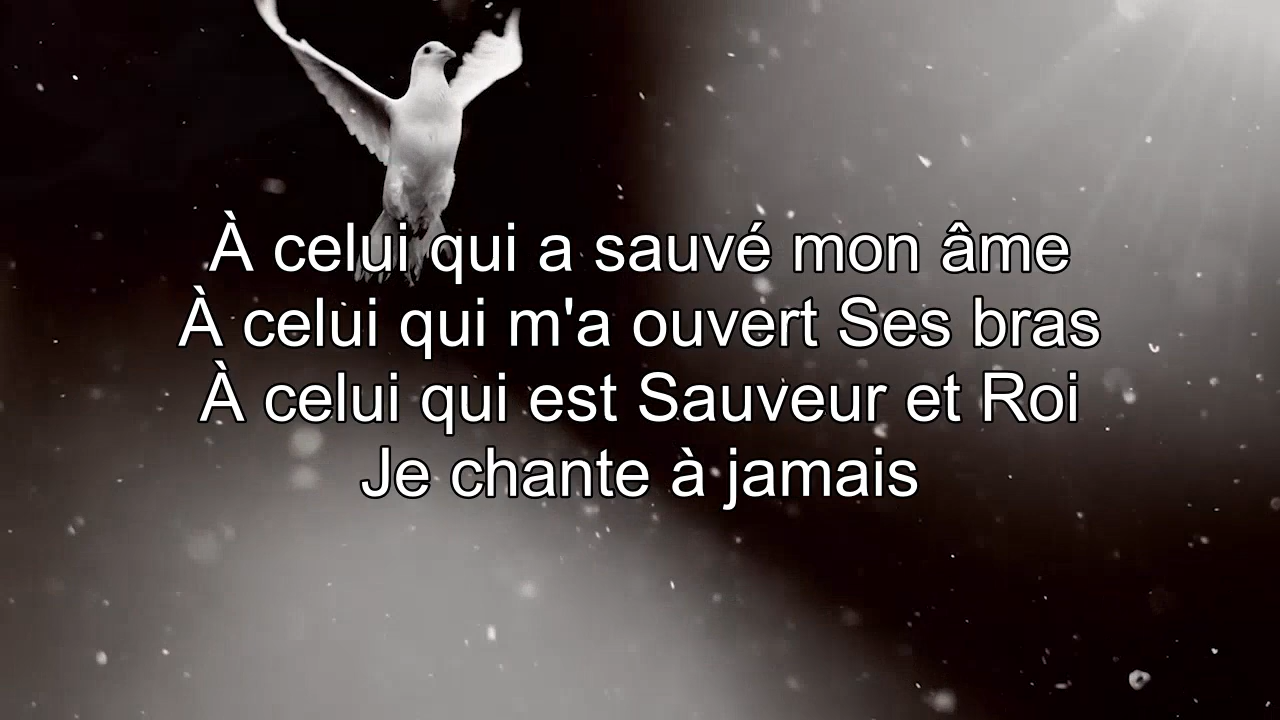 À celui qui a sauvé mon âme
À celui qui m'a ouvert Ses bras
À celui qui est Sauveur et Roi
Je chante à jamais